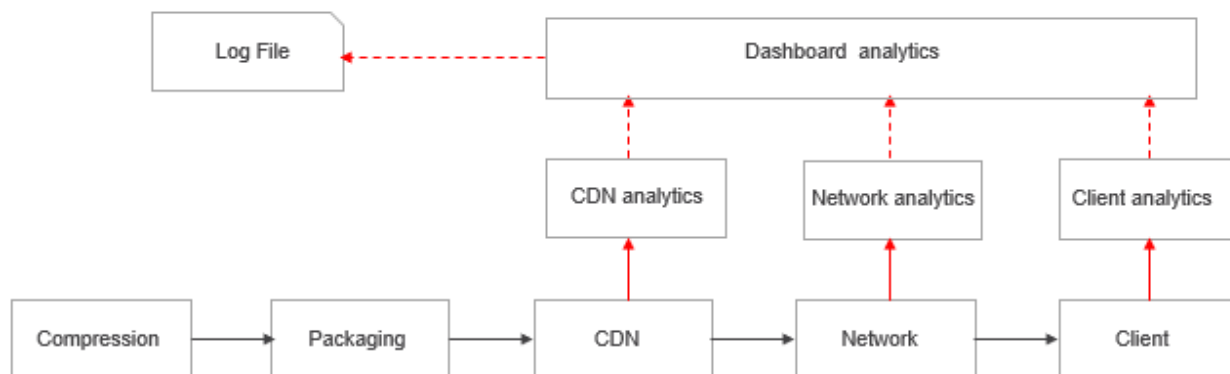 Log File
Dashboard analytics
CDN analytics
Network analytics
Client analytics
Compression
Packaging
CDN
Network
Client